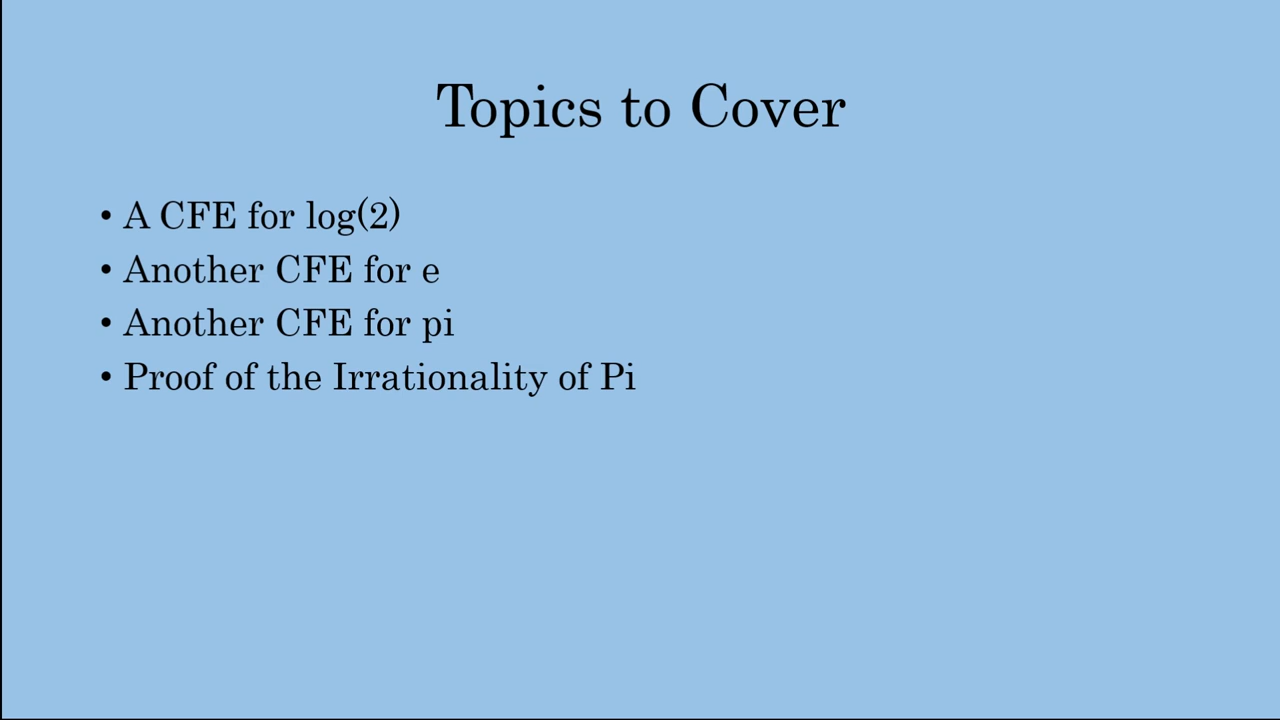 Topics to Cover
• A CFE for log(2)
• Another CFE for e
• Another CFE for pi
• Proof of the Irrationality of Pi